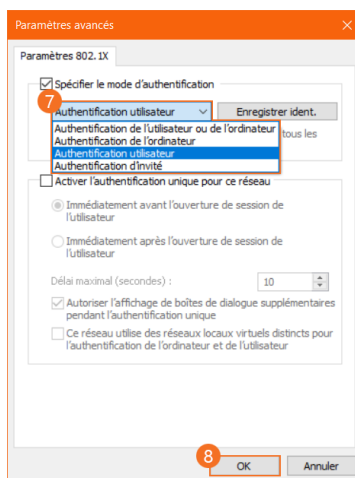 Paramètres avancés
Paramètres 802.1X
Spécifier le mode d'authentification
7
Authentification utilisateur
Enregistrer ident.
Authentification de l'utilisateur ou de l'ordinateur
tous les
Authentification de l'ordinateur
Authentification utilisateur
Authentification d'invité
Activer l'authentification unique pour ce réseau
Immédiatement avant l'ouverture de session de
l'utilisateur
Immédiatement après l'ouverture de session de
l'utilisateur
Délai maximal (secondes) :
10
Autoriser l'affichage de boîtes de dialogue supplémentaires
pendant l'authentification unique
Ce réseau utilise des réseaux locaux virtuels distincts pour
l'authentification de l'ordinateur et de l'utilisateur
8
OK
Annuler